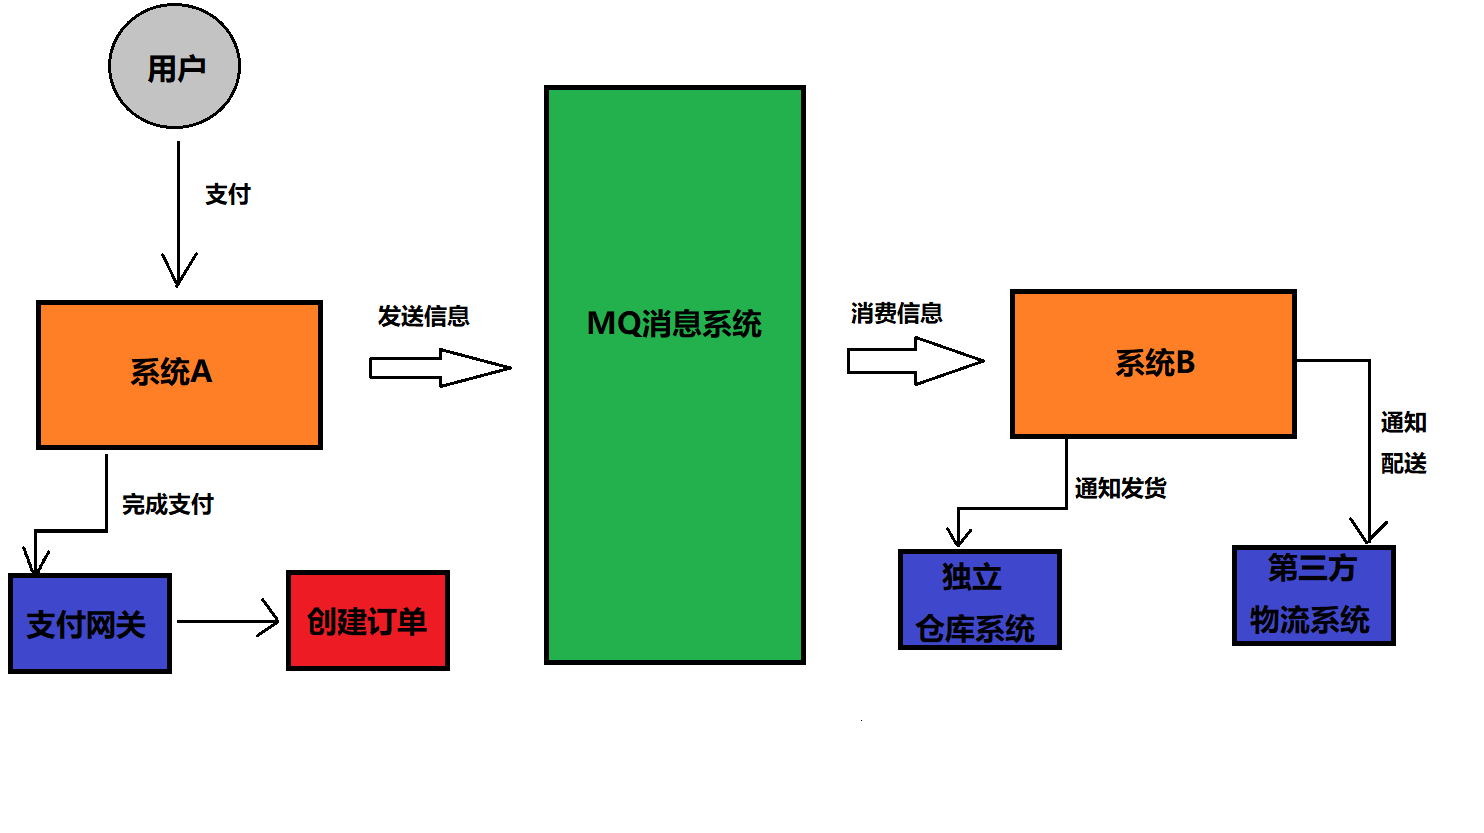 用户
支付
系统A
发送信息
MQ消息系统
消费信息
系统B
通知
配送
完成支付
通知发货
支付网关
创建订单
独立
仓库系统
第三方
物流系统